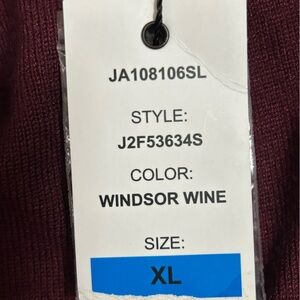 JA108106SL
STYLE:
J2F53634S
COLOR:
WINDSOR WINE
SIZE:
XL